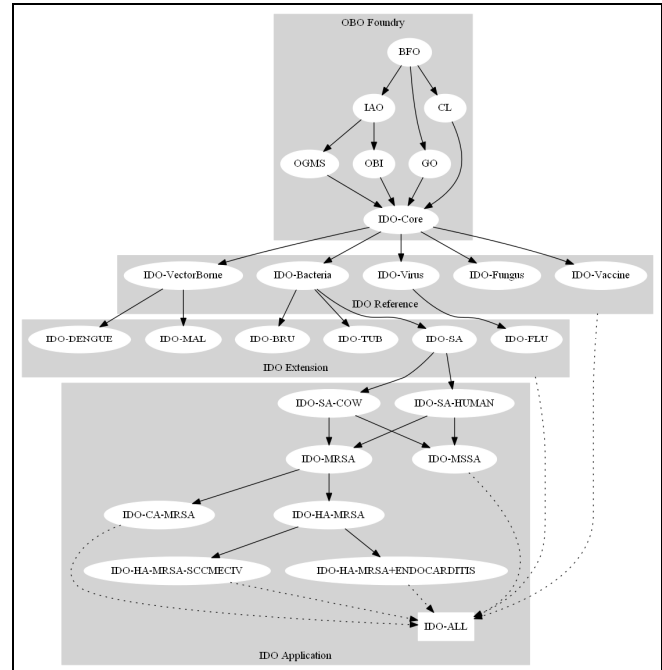 OBO Foundry
BFO
IAO
CL
OGMS
OBI
GO
IDO-Core
IDO-VectorBorne
IDO-Bacteria
IDO-Virus
IDO-Fungus
IDO-Vaccine
IDO Reference
IDO-DENGUE
IDO-MAL
IDO-BRU
IDO-TUB
IDO-SA
IDO-FLU
IDO Extension
IDO-SA-COW
IDO-SA-HUMAN
IDO-MRSA
IDO-MSSA
IDO-CA-MRSA
IDO-HA-MRSA
IDO-HA-MRSA-SCCMECIV
IDO-HA-MRSA+ENDOCARDITIS
IDO-ALL
IDO Application